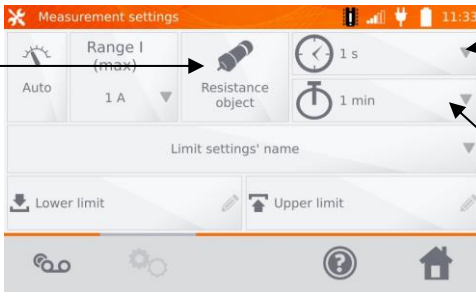 Measurement settings
11:33
Auto
Range I
(max)
1 A
Resistance
object
1 s
1 min
Limit settings' name
Lower limit
Upper limit